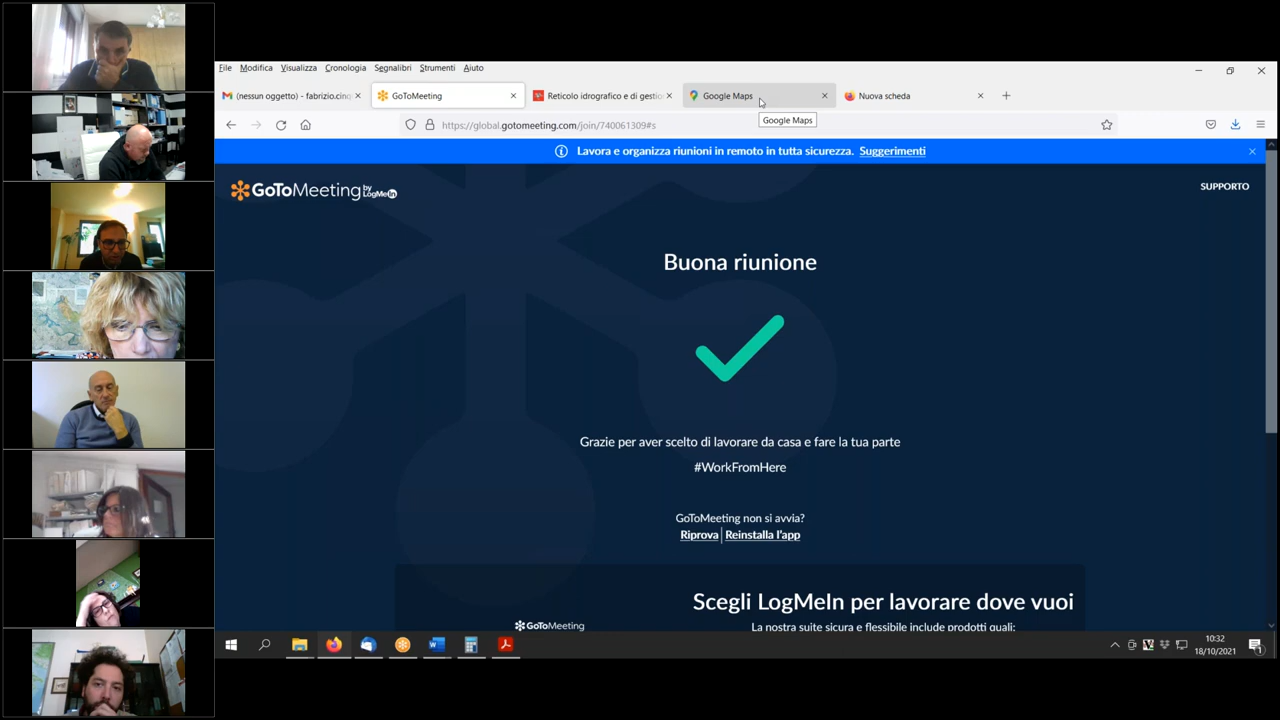 File Modifica Visualizza Cronologia Segnalibri Strumenti Aiuto
(nessun oggetto) - fabrizio.cinq
GoToMeeting
Reticolo idrografico e di gestio
Google Maps
Nuova scheda
https://global.gotomeeting.com/join/740061309#s
Google Maps
Lavora e organizza riunioni in remoto in tutta sicurezza. Suggerimenti
GoToMeeting by LogMeIn
SUPPORTO
Buona riunione
Grazie per aver scelto di lavorare da casa e fare la tua parte
#WorkFromHere
GoToMeeting non si avvia?
Riprova Reinstalla l'app
Scegli LogMeIn per lavorare dove vuoi
GoToMeeting
La nostra suite sicura e flessibile include prodotti quali:
10:32
18/10/2021